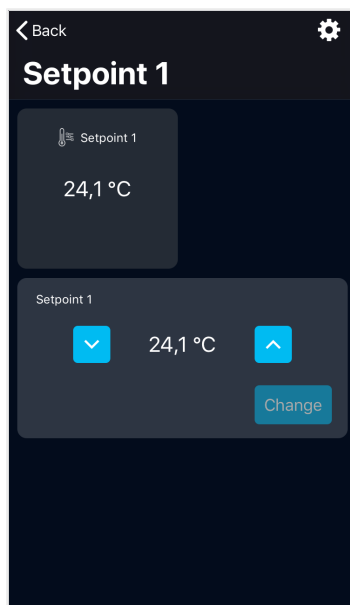 Back
Setpoint 1
Setpoint 1
24,1 °C
Setpoint 1
24,1 °C
Change